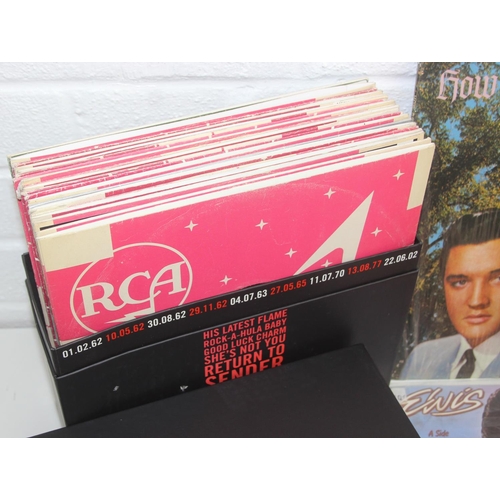 How
RCA
01.02.62 10.05.62 30.08.62 29.11.62 04.07.63 27.05.65 11.07.70 13.08.77 22.06.02
HIS LATEST FLAME
ROCK-A-HULA BABY
GOOD LUCK CHARM
SHE'S NOT YOU
RETURN TO
SENDER
ELVIS
A Side